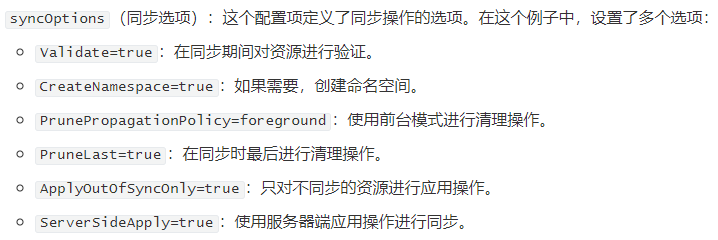 syncOptions（同步选项）：这个配置项定义了同步操作的选项。在这个例子中，设置了多个选项：
Validate=true：在同步期间对资源进行验证。
CreateNamespace=true：如果需要，创建命名空间。
PrunePropagationPolicy=foreground：使用前台模式进行清理操作。
PruneLast=true：在同步时最后进行清理操作。
ApplyOutOfSyncOnly=true：只对不同步的资源进行应用操作。
ServerSideApply=true：使用服务器端应用操作进行同步。